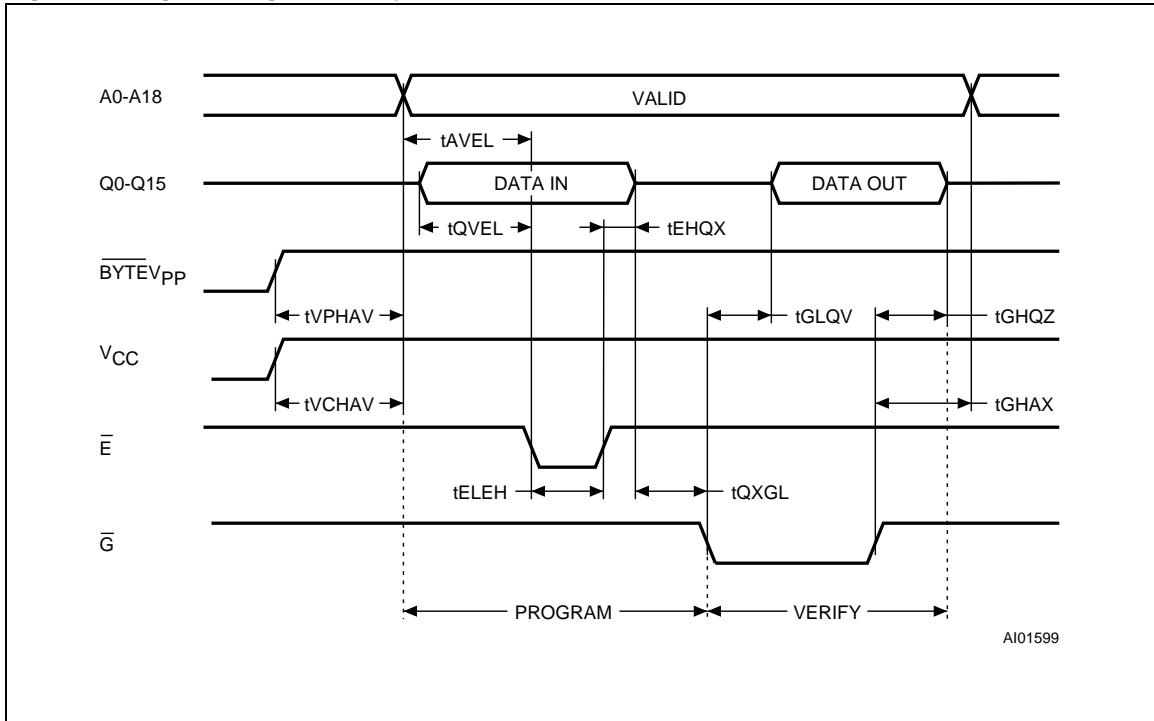 A0-A18
VALID
tAVEL
Q0-Q15
DATA IN
DATA OUT
tQVEL
tEHQX
BYTEVPP
tVPHAV
tGLQV
tGHQZ
VCC
tVCHAV
tGHAX
E
tELEH
tQXGL
G
PROGRAM
VERIFY
AI01599